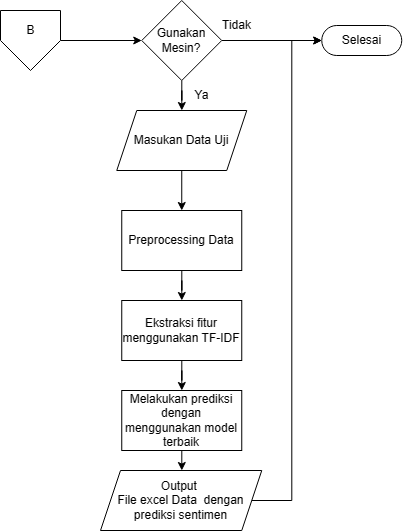 B
Gunakan
Mesin?
Tidak
Selesai
Ya
Masukan Data Uji
Preprocessing Data
Ekstraksi fitur
menggunakan TF-IDF
Melakukan prediksi
dengan
menggunakan model
terbaik
Output
File excel Data dengan
prediksi sentimen